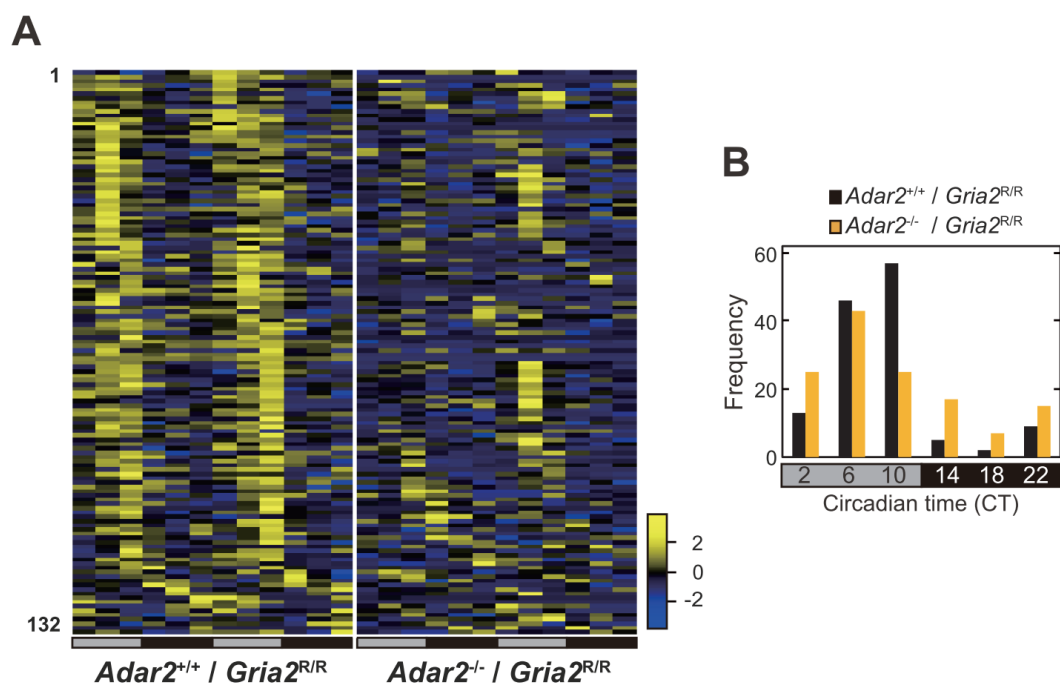 A
1
132
Adar2+/+ / Gria2R/R
Adar2-/- / Gria2R/R
2
0
-2
B
Adar2+/+ / Gria2R/R
Adar2-/- / Gria2R/R
60
40
20
0
Frequency
2 6 10 14 18 22
Circadian time (CT)